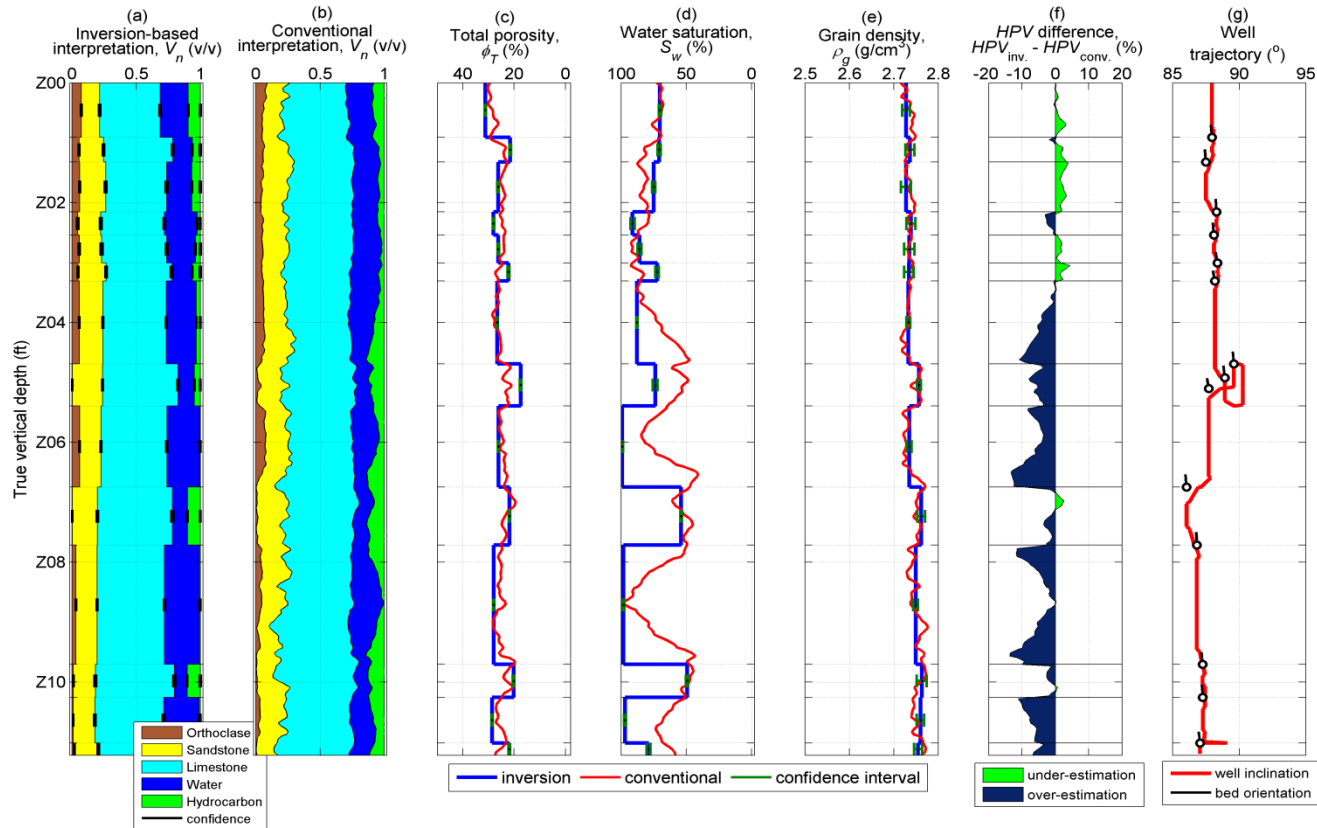 (a)
Inversion-based
interpretation, Vn (v/v)
(b)
Conventional
interpretation, Vn (v/v)
(c)
Total porosity,
ϕT (%)
(d)
Water saturation,
Sw (%)
(e)
Grain density,
ρg (g/cm3)
(f)
HPV difference,
HPVinv. - HPVconv. (%)
(g)
Well
trajectory (o)
0 0.5 1
0 0.5 1
40 20 0
100 50 0
2.5 2.6 2.7 2.8
-20 -10 0 10 20
85 90 95
True vertical depth (ft)
Z00
Z02
Z04
Z06
Z08
Z10
Orthoclase
Sandstone
Limestone
Water
Hydrocarbon
confidence
inversion
conventional
confidence interval
under-estimation
over-estimation
well inclination
bed orientation